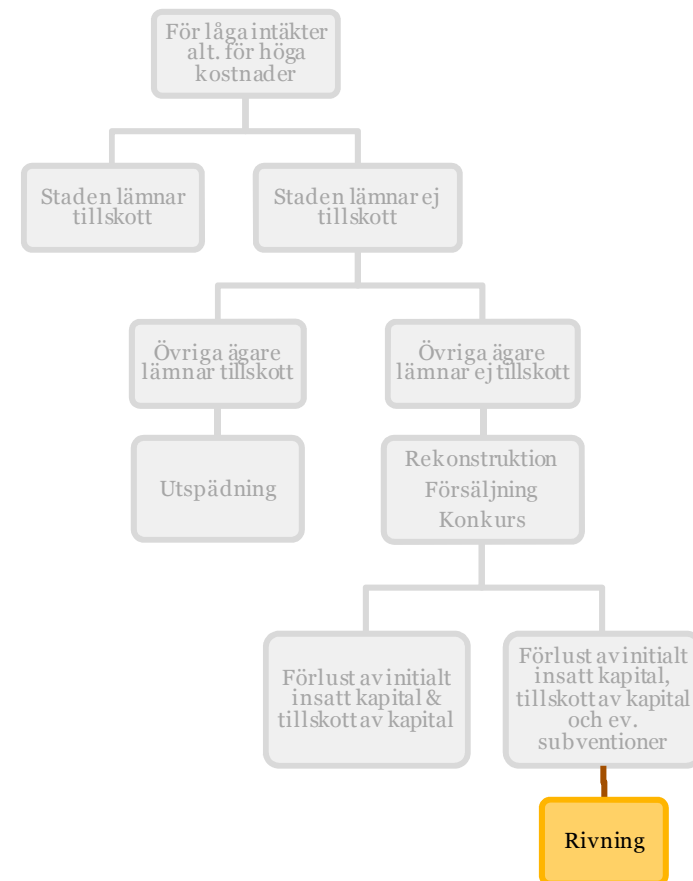 För låga intäkter
alt. för höga
kostnader
Staden lämnar
tillskott
Staden lämnar ej
tillskott
Övriga ägare
lämnar tillskott
Övriga ägare
lämnar ej tillskott
Utspädning
Rekonstruktion
Försäljning
Konkurs
Förlust av initialt
insatt kapital &
tillskott av kapital
Förlust av initialt
insatt kapital,
tillskott av kapital
och ev.
subventioner
Rivning